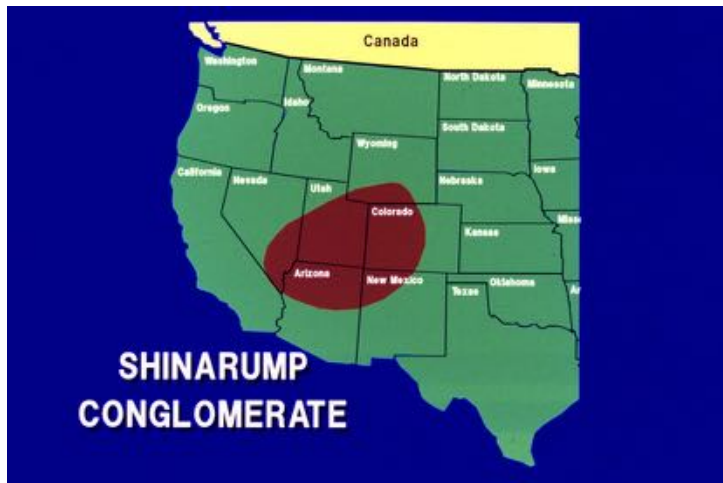 Canada
Washington
Montana
North Dakota
Minnesota
Oregon
Idaho
South Dakota
Wyoming
Iowa
California
Nevada
Utah
Nebraska
Colorado
Kansas
Arizona
New Mexico
Texas
Oklahoma
SHINARUMP
CONGLOMERATE